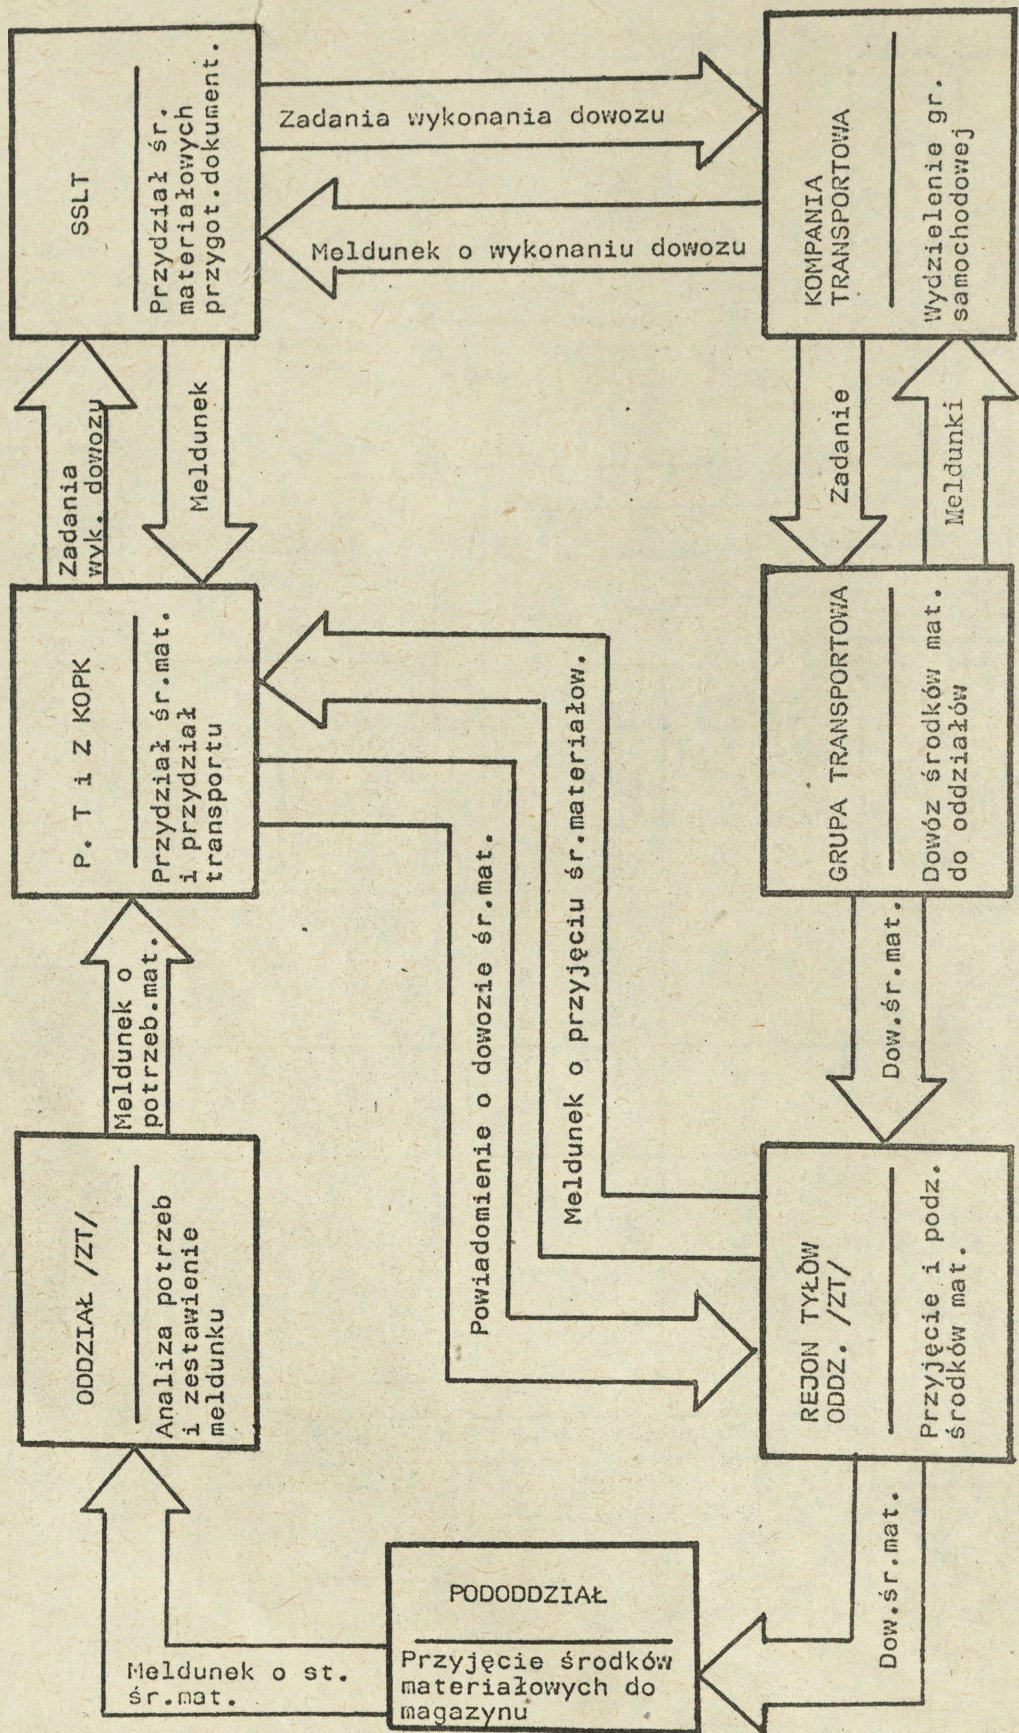 SSLT
Przydział śr.
materiałowych
przygot.dokument.
Zadania wykonania dowozu
Meldunek o wykonaniu dowozu
KOMPANIA
TRANSPORTOWA
Wydzielenie gr.
samochodowej
Zadania
wyk. dowozu
Meldunek
Zadanie
Meldunki
P. T i Z KOPK
Przydział śr.mat.
i przydział
transportu
GRUPA TRANSPORTOWA
Dowóz środków mat.
do oddziałów
Meldunek o
potrzeb.mat.
Powiadomienie o dowozie śr.mat.
Meldunek o przyjęciu śr.materiałow.
Dow.śr.mat.
ODDZIAŁ /ZT/
Analiza potrzeb
i zestawienie
meldunku
REJON TYŁÓW
ODDZ. /ZT/
Przyjęcie i podz.
środków mat.
Meldunek o st.
śr.mat.
PODODDZIAŁ
Przyjęcie środków
materiałowych do
magazynu
Dow.śr.mat.